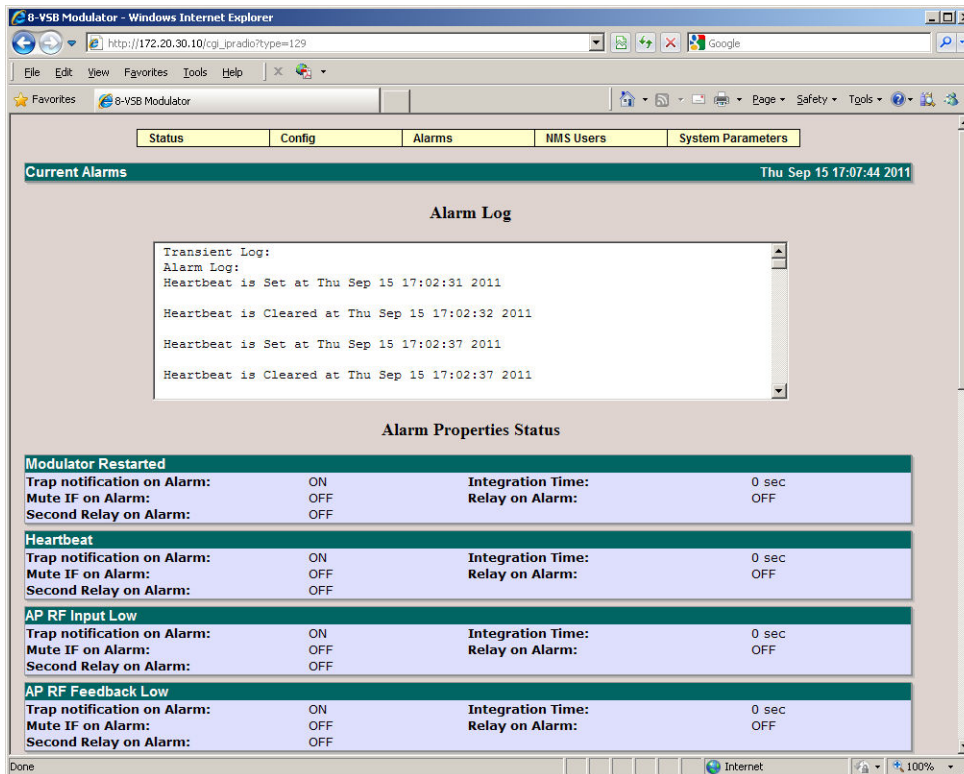 8-VSB Modulator - Windows Internet Explorer
http://172.20.30.10/cgi_ipradio?type=129
Google
File Edit View Favorites Tools Help
Favorites 8-VSB Modulator Page Safety Tools
Status Config Alarms NMS Users System Parameters
Current Alarms Thu Sep 15 17:07:44 2011
Alarm Log
Transient Log:
Alarm Log:
Heartbeat is Set at Thu Sep 15 17:02:31 2011
Heartbeat is Cleared at Thu Sep 15 17:02:32 2011
Heartbeat is Set at Thu Sep 15 17:02:37 2011
Heartbeat is Cleared at Thu Sep 15 17:02:37 2011
Alarm Properties Status
Modulator Restarted
Trap notification on Alarm: ON Integration Time: 0 sec
Mute IF on Alarm: OFF Relay on Alarm: OFF
Second Relay on Alarm: OFF
Heartbeat
Trap notification on Alarm: ON Integration Time: 0 sec
Mute IF on Alarm: OFF Relay on Alarm: OFF
Second Relay on Alarm: OFF
AP RF Input Low
Trap notification on Alarm: ON Integration Time: 0 sec
Mute IF on Alarm: OFF Relay on Alarm: OFF
Second Relay on Alarm: OFF
AP RF Feedback Low
Trap notification on Alarm: ON Integration Time: 0 sec
Mute IF on Alarm: OFF Relay on Alarm: OFF
Second Relay on Alarm: OFF
Done Internet 100%